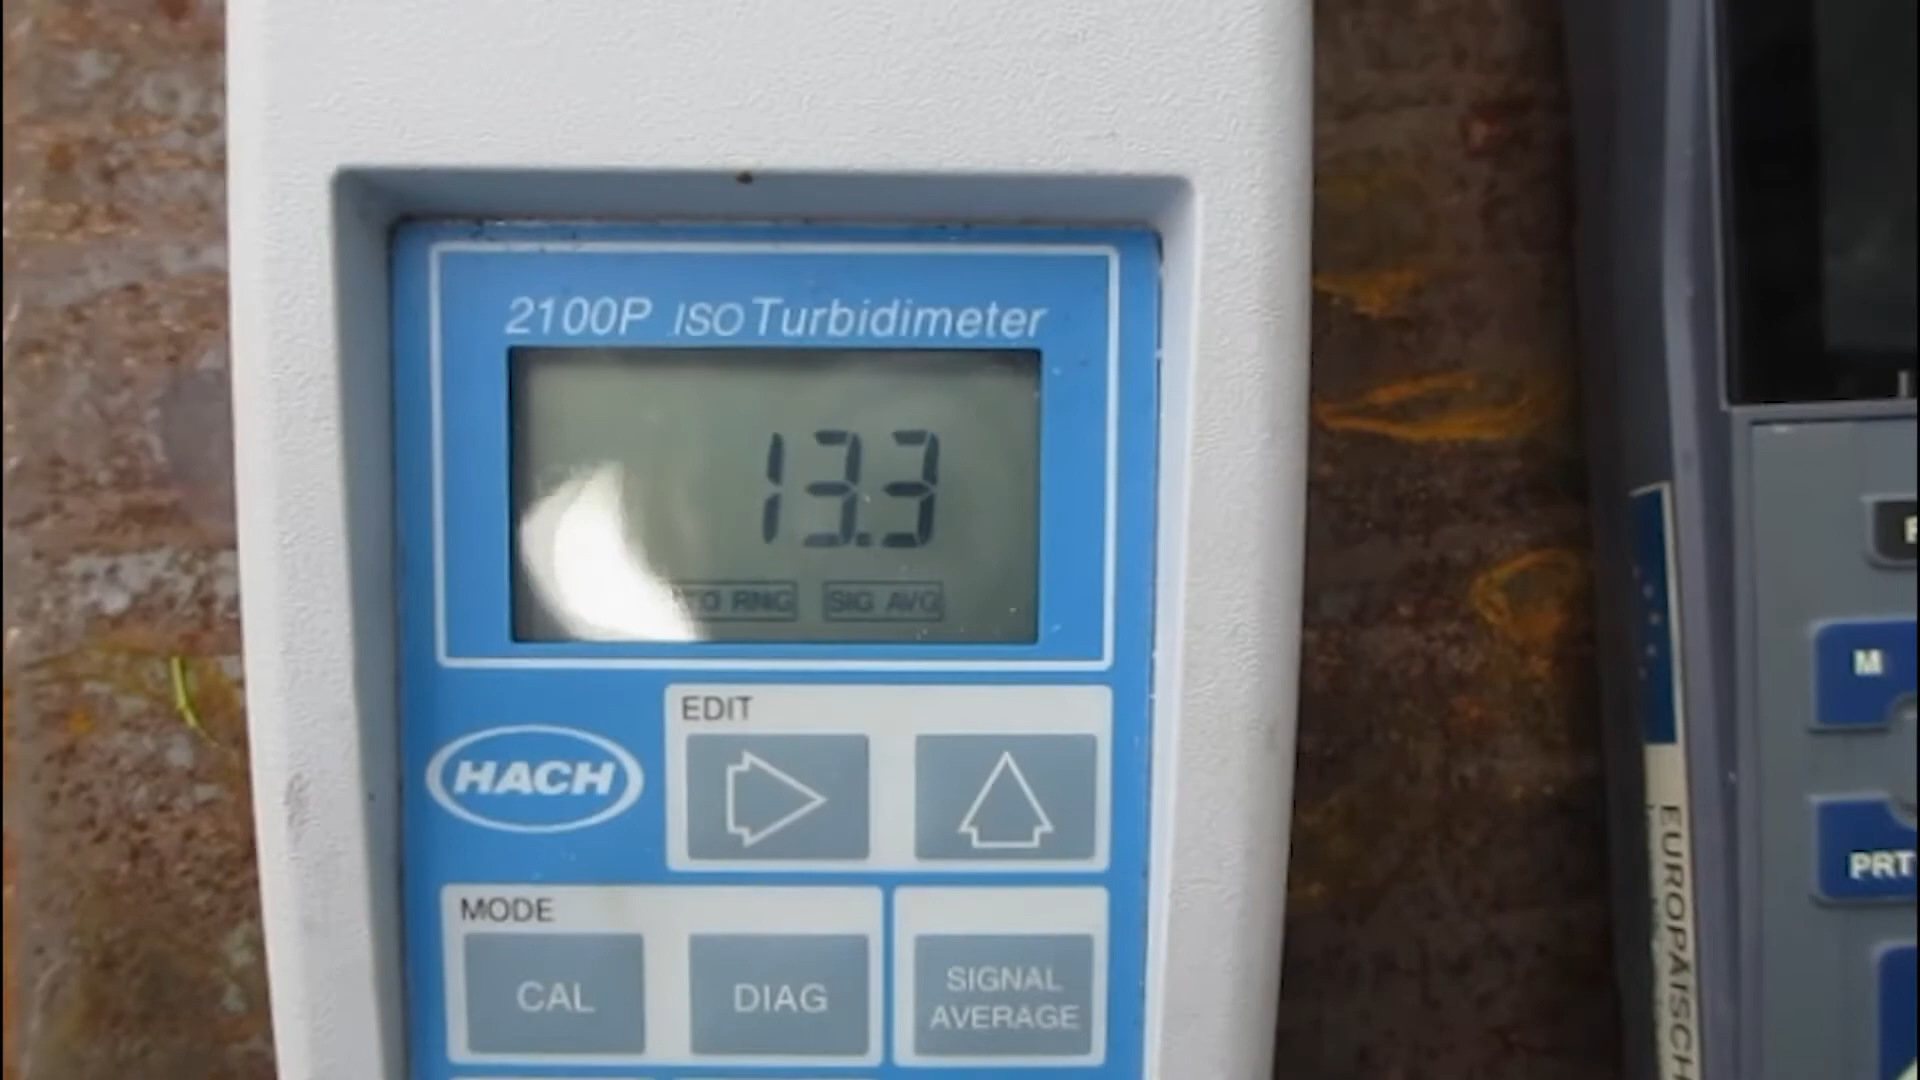 2100P ISO Turbidimeter
13.3
RNG SIG AVG
EDIT
HACH
MODE
CAL DIAG SIGNAL AVERAGE
M
PRT
EUROPÄISCH